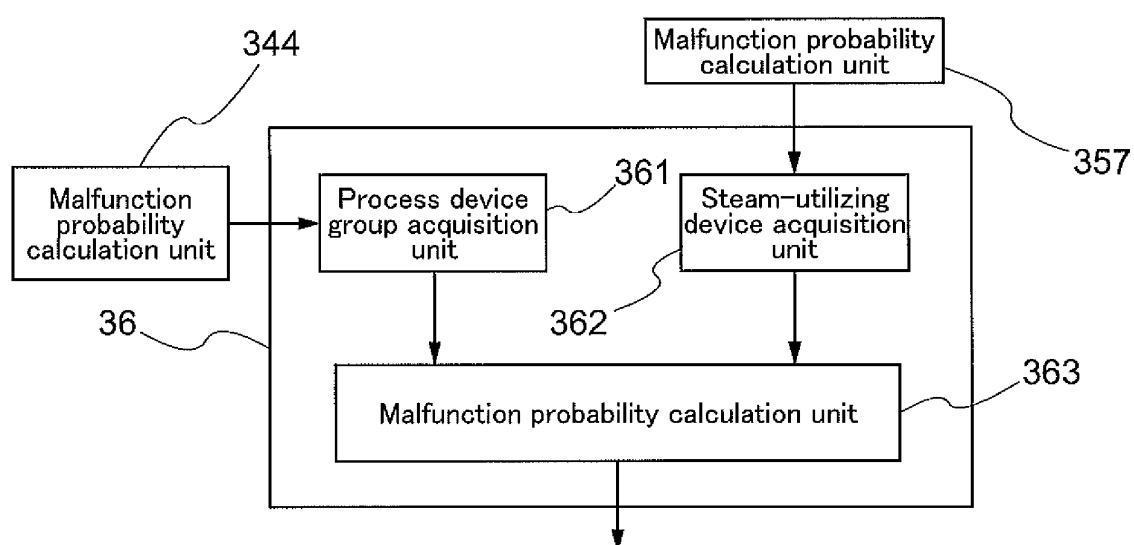 344
Malfunction probability
calculation unit
357
Malfunction
probability
calculation unit
361
Process device
group acquisition
unit
Steam-utilizing
device acquisition
unit
36
362
363
Malfunction probability calculation unit